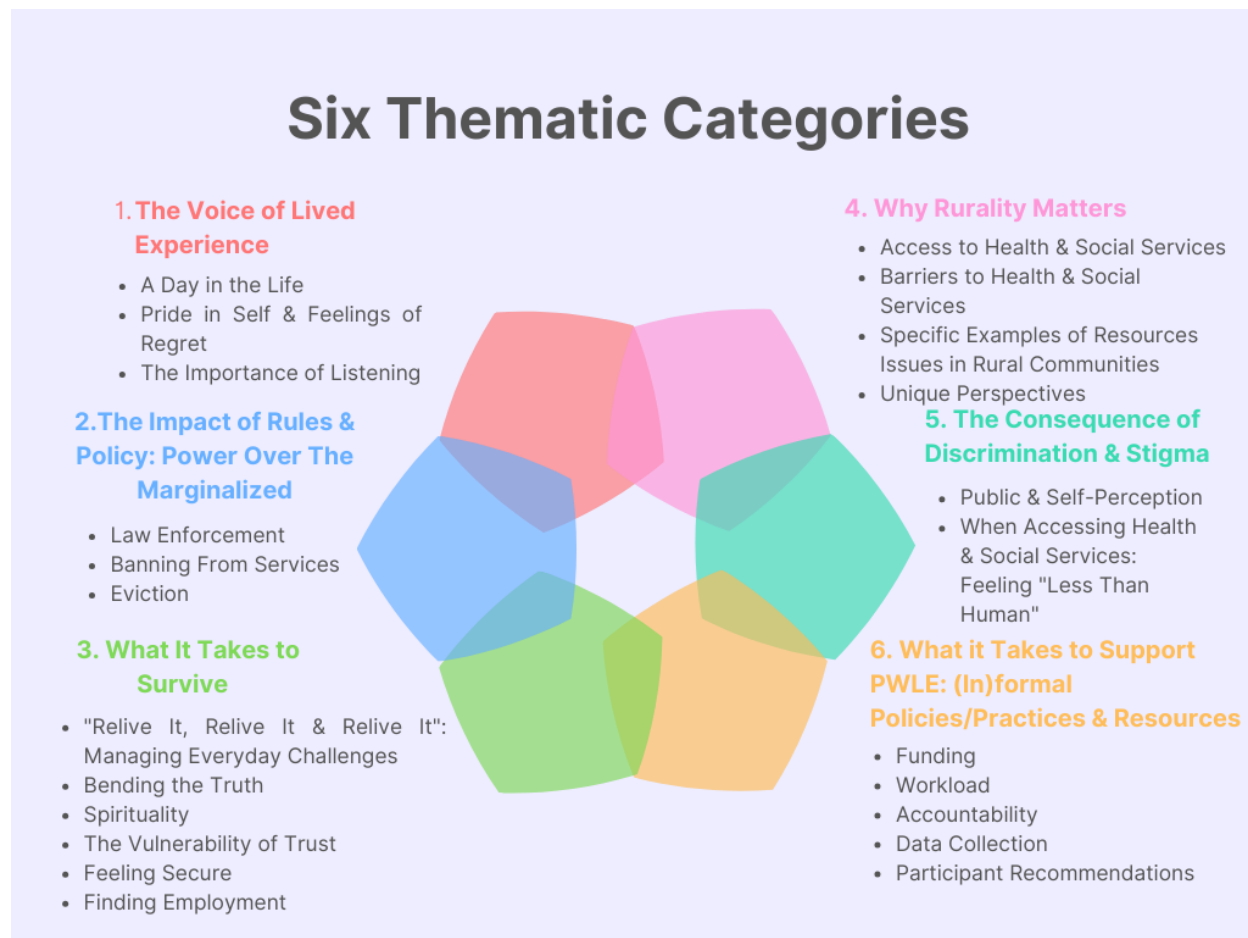 Six Thematic Categories
1. The Voice of Lived
Experience
• A Day in the Life
• Pride in Self & Feelings of
Regret
• The Importance of Listening
2.The Impact of Rules &
Policy: Power Over The
Marginalized
• Law Enforcement
• Banning From Services
• Eviction
3. What It Takes to
Survive
• "Relive It, Relive It & Relive It":
Managing Everyday Challenges
• Bending the Truth
• Spirituality
• The Vulnerability of Trust
• Feeling Secure
• Finding Employment
4. Why Rurality Matters
• Access to Health & Social Services
• Barriers to Health & Social
Services
• Specific Examples of Resources
Issues in Rural Communities
• Unique Perspectives
5. The Consequence of
Discrimination & Stigma
• Public & Self-Perception
• When Accessing Health
& Social Services:
Feeling "Less Than
Human"
6. What it Takes to Support
PWLE: (In)formal
Policies/Practices & Resources
• Funding
• Workload
• Accountability
• Data Collection
• Participant Recommendations